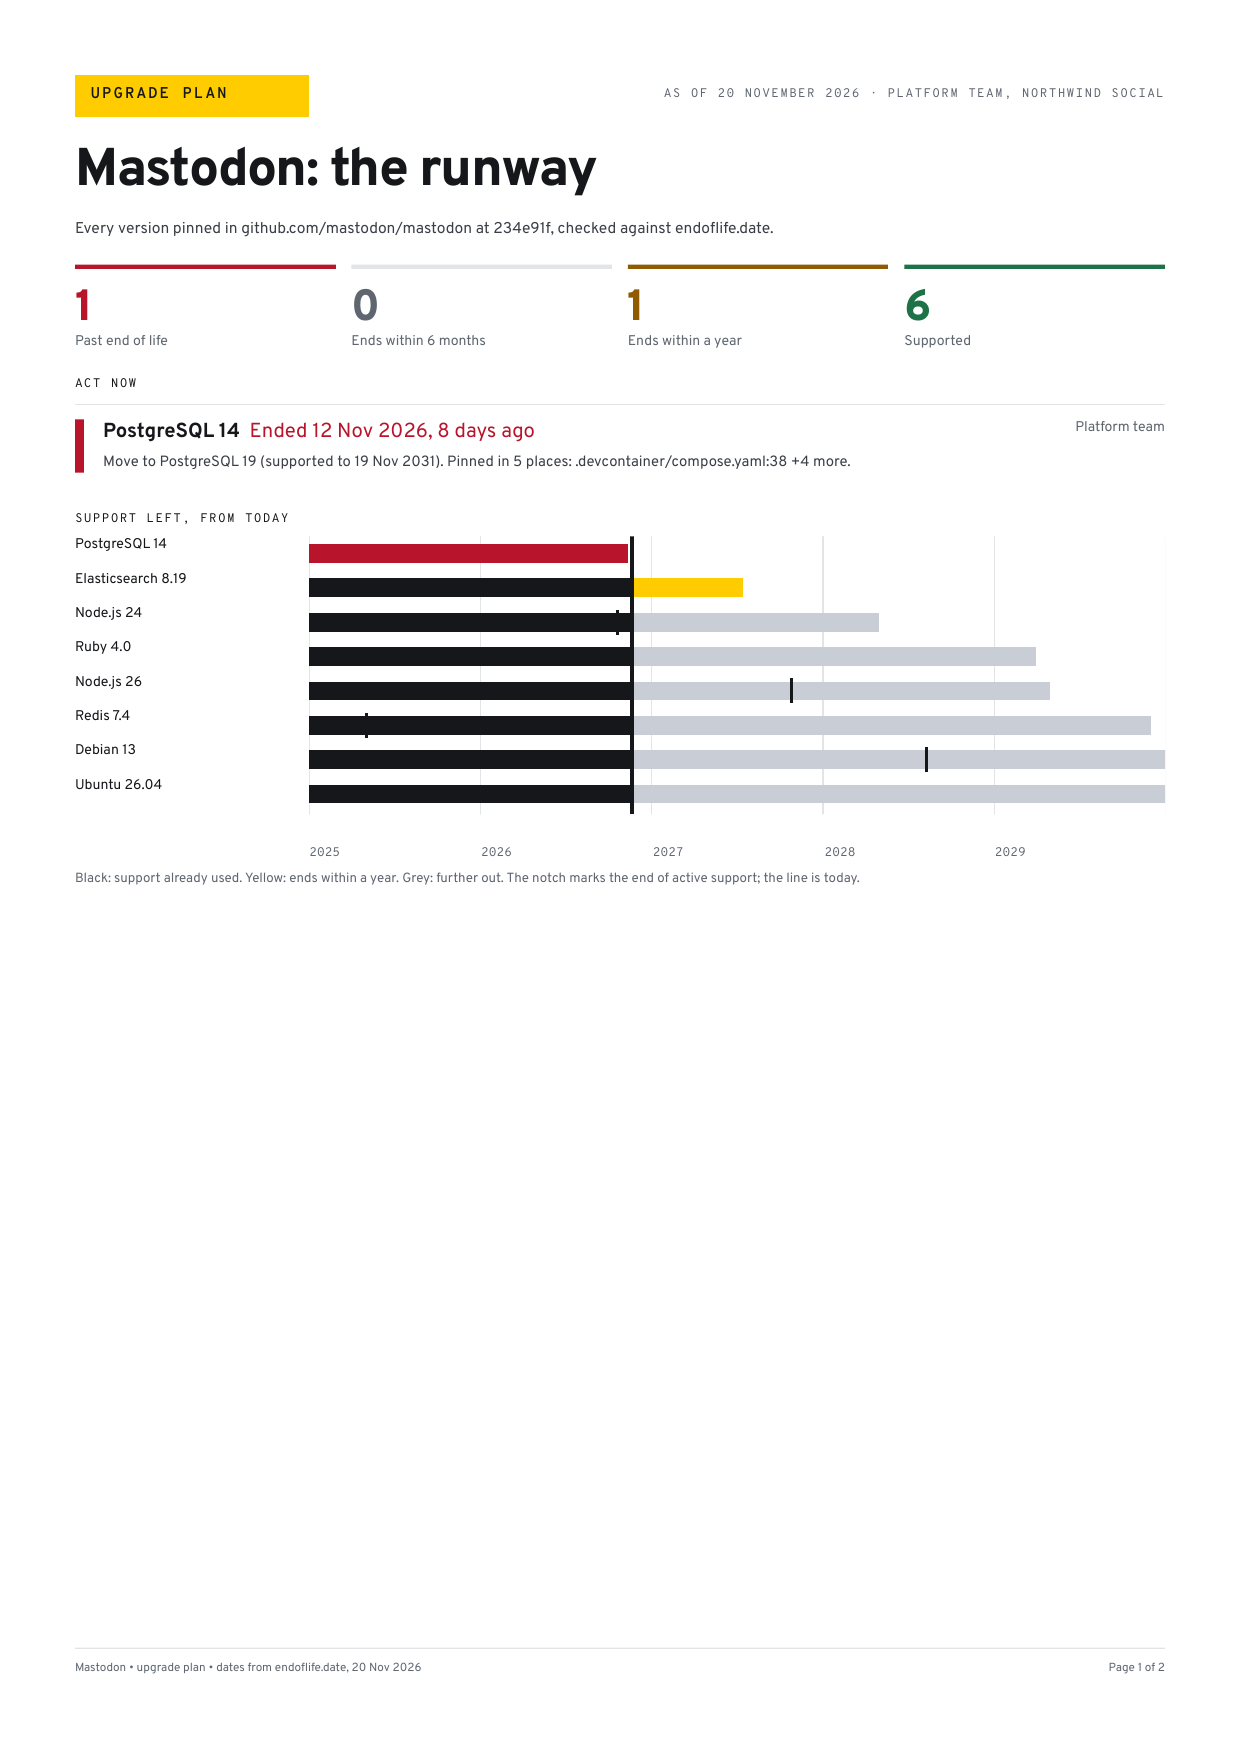 UPGRADE PLAN
AS OF 20 NOVEMBER 2026 · PLATFORM TEAM, NORTHWIND SOCIAL
Mastodon: the runway
Every version pinned in github.com/mastodon/mastodon at 234e91f, checked against endoflife.date.
1
Past end of life
0
Ends within 6 months
1
Ends within a year
6
Supported
ACT NOW
PostgreSQL 14 Ended 12 Nov 2026, 8 days ago
Platform team
Move to PostgreSQL 19 (supported to 19 Nov 2031). Pinned in 5 places: .devcontainer/compose.yaml:38 +4 more.
SUPPORT LEFT, FROM TODAY
PostgreSQL 14
Elasticsearch 8.19
Node.js 24
Ruby 4.0
Node.js 26
Redis 7.4
Debian 13
Ubuntu 26.04
2025 2026 2027 2028 2029
Black: support already used. Yellow: ends within a year. Grey: further out. The notch marks the end of active support; the line is today.
Mastodon • upgrade plan • dates from endoflife.date, 20 Nov 2026
Page 1 of 2